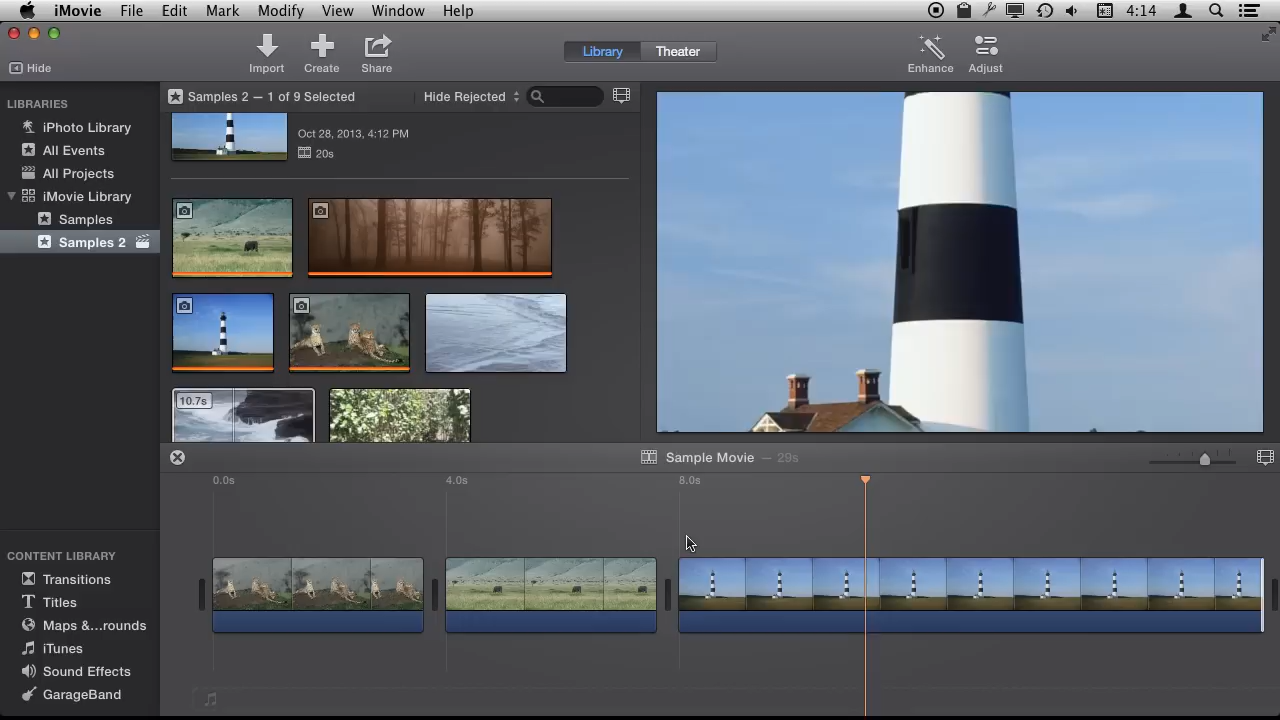 iMovie File Edit Mark Modify View Window Help 4:14
Hide Import Create Share Library Theater Enhance Adjust
LIBRARIES
iPhoto Library
All Events
All Projects
iMovie Library
Samples
Samples 2
Samples 2 — 1 of 9 Selected Hide Rejected
Oct 28, 2013, 4:12 PM
20s
10.7s
Sample Movie — 29s
0.0s 4.0s 8.0s
CONTENT LIBRARY
Transitions
Titles
Maps &...rounds
iTunes
Sound Effects
GarageBand